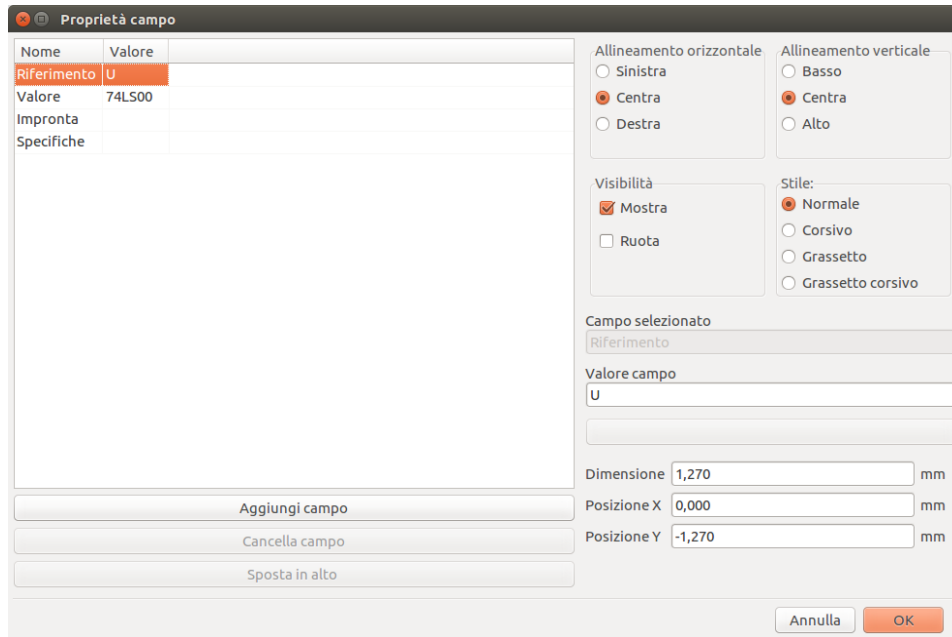 Proprietà campo
Nome Valore
Riferimento U
Valore 74LS00
Impronta
Specifiche
Aggiungi campo
Cancella campo
Sposta in alto
Allineamento orizzontale
Sinistra
Centra
Destra
Allineamento verticale
Basso
Centra
Alto
Visibilità
Mostra
Ruota
Stile:
Normale
Corsivo
Grassetto
Grassetto corsivo
Campo selezionato
Riferimento
Valore campo
U
Dimensione 1,270 mm
Posizione X 0,000 mm
Posizione Y -1,270 mm
Annulla OK